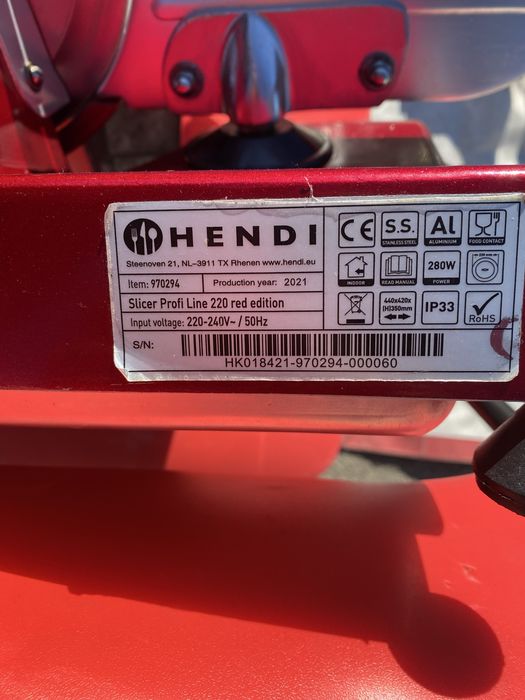 HENDI
Steenoven 21, NL-3911 TX Rhenen www.hendi.eu
Item: 970294
Production year: 2021
Slicer Profi Line 220 red edition
Input voltage: 220-240V~ / 50Hz
S/N:
HK018421-970294-000060
CE
S.S.
STAINLESS STEEL
Al
ALUMINIUM
FOOD CONTACT
INDOOR
READ MANUAL
280W
POWER
440x420x
(H)350mm
IP33
RoHS